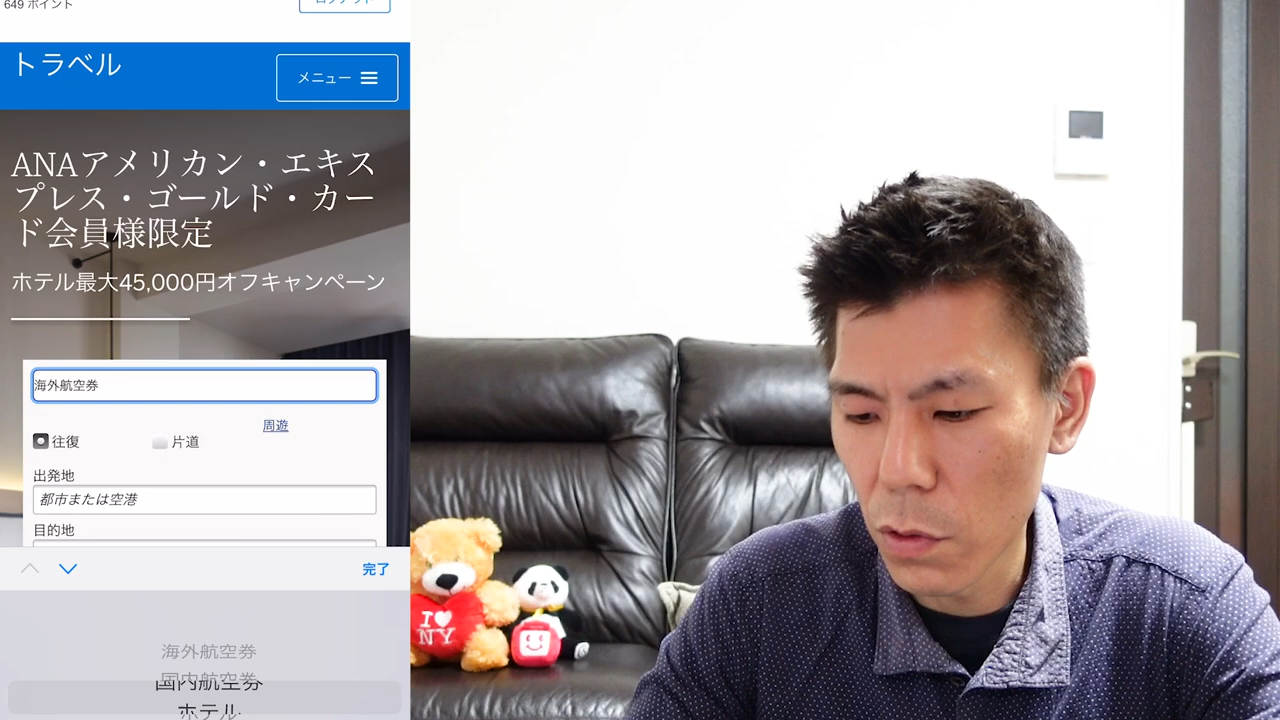 649 ポイント
ログアウト
トラベル
メニュー
ANAアメリカン・エキス
プレス・ゴールド・カー
ド会員様限定
ホテル最大45,000円オフキャンペーン
海外航空券
周遊
往復
片道
出発地
都市または空港
目的地
完了
海外航空券
国内航空券
ホテル
I
NY